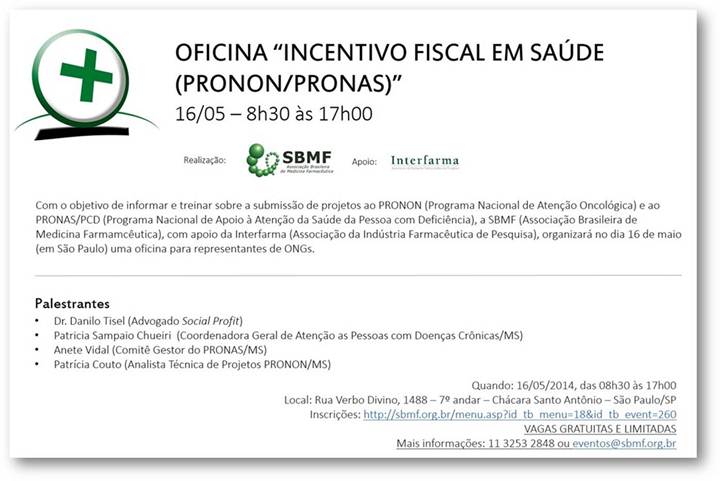 OFICINA “INCENTIVO FISCAL EM SAÚDE
(PRONON/PRONAS)”
16/05 – 8h30 às 17h00
Realização:
SBMF
Associação Brasileira
de Medicina Farmacêutica
Apoio:
Interfarma
Com o objetivo de informar e treinar sobre a submissão de projetos ao PRONON (Programa Nacional de Atenção Oncológica) e ao
PRONAS/PCD (Programa Nacional de Apoio à Atenção da Saúde da Pessoa com Deficiência), a SBMF (Associação Brasileira de
Medicina Farmamcêutica), com apoio da Interfarma (Associação da Indústria Farmacêutica de Pesquisa), organizará no dia 16 de maio
(em São Paulo) uma oficina para representantes de ONGs.
Palestrantes
• Dr. Danilo Tisel (Advogado Social Profit)
• Patricia Sampaio Chueiri (Coordenadora Geral de Atenção as Pessoas com Doenças Crônicas/MS)
• Anete Vidal (Comitê Gestor do PRONAS/MS)
• Patrícia Couto (Analista Técnica de Projetos PRONON/MS)
Quando: 16/05/2014, das 08h30 às 17h00
Local: Rua Verbo Divino, 1488 – 7º andar – Chácara Santo Antônio – São Paulo/SP
Inscrições: http://sbmf.org.br/menu.asp?id_tb_menu=18&id_tb_event=260
VAGAS GRATUITAS E LIMITADAS
Mais informações: 11 3253 2848 ou eventos@sbmf.org.br